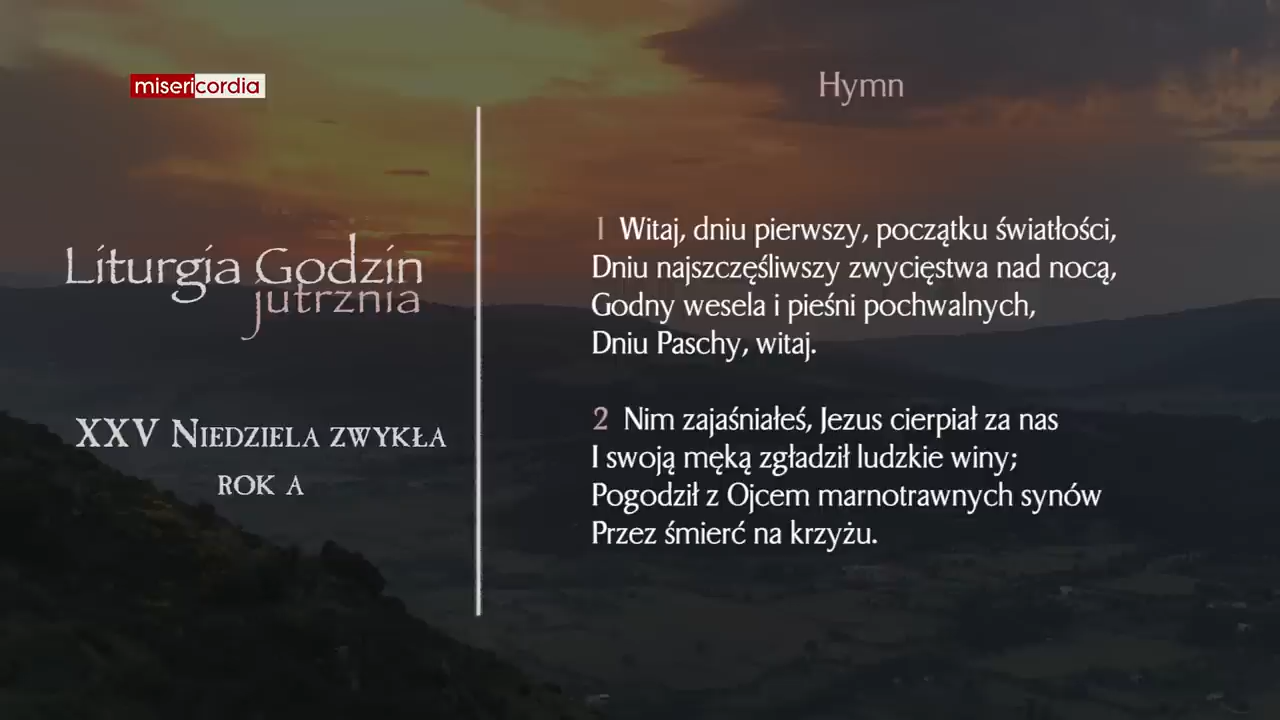 misericordia
Liturgia Godzin
jutrznia
XXV Niedziela zwykła
rok A
Hymn
1 Witaj, dniu pierwszy, początku światłości,
Dniu najszczęśliwszy zwycięstwa nad nocą,
Godny wesela i pieśni pochwalnych,
Dniu Paschy, witaj.
2 Nim zajaśniałeś, Jezus cierpiał za nas
I swoją męką zgładził ludzkie winy;
Pogodził z Ojcem marnotrawnych synów
Przez śmierć na krzyżu.